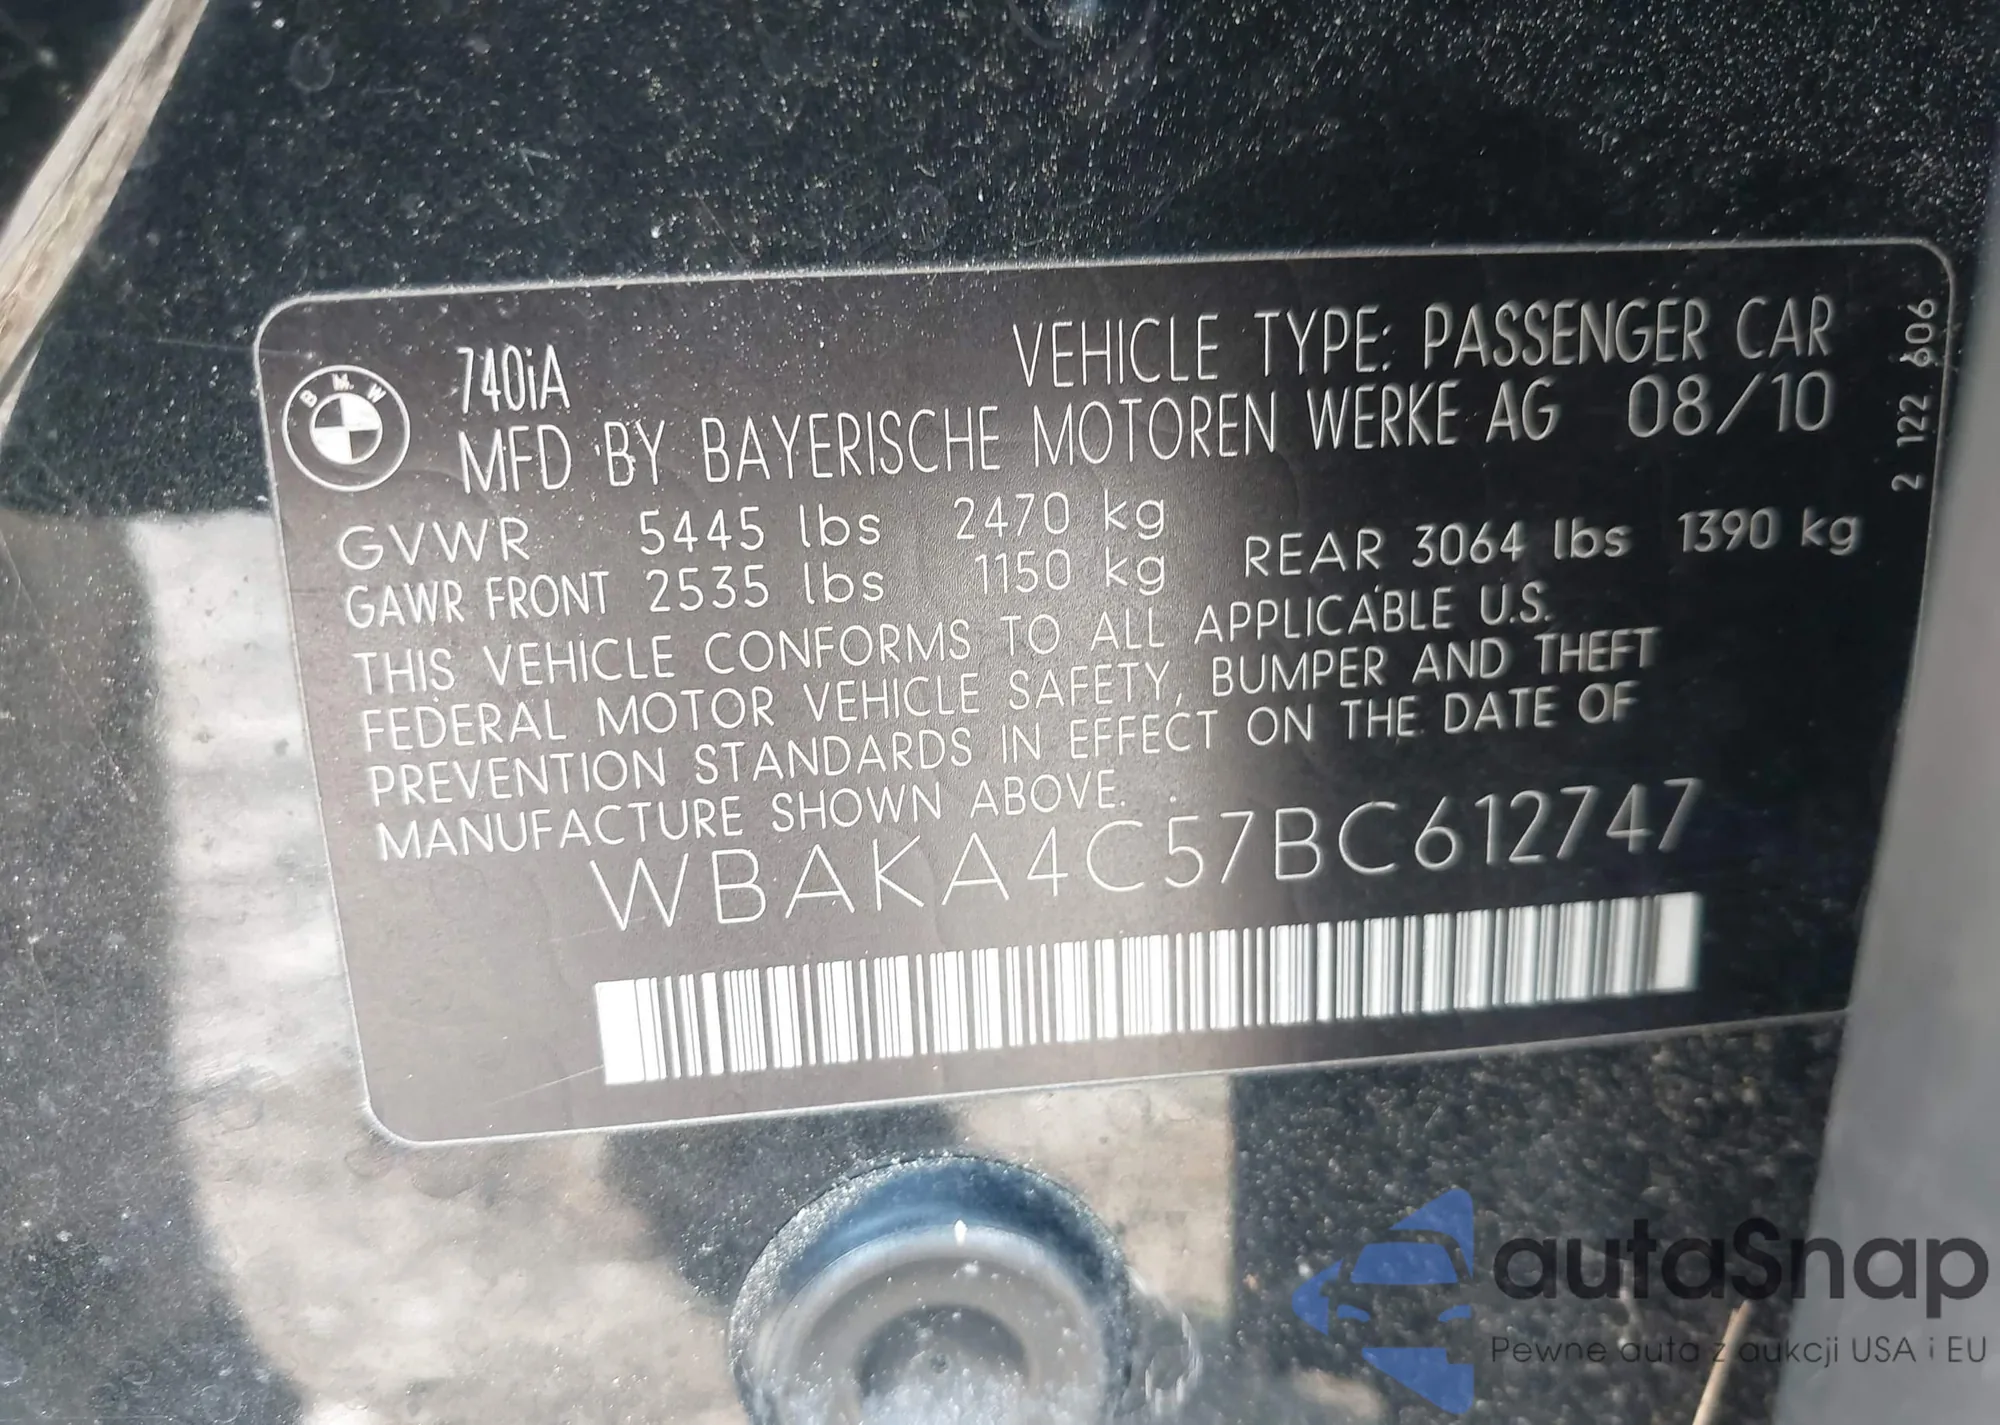 BMW
740iA
VEHICLE TYPE: PASSENGER CAR
MFD BY BAYERISCHE MOTOREN WERKE AG 08/10
GVWR 5445 lbs 2470 kg
GAWR FRONT 2535 lbs 1150 kg REAR 3064 lbs 1390 kg
THIS VEHICLE CONFORMS TO ALL APPLICABLE U.S.
FEDERAL MOTOR VEHICLE SAFETY, BUMPER AND THEFT
PREVENTION STANDARDS IN EFFECT ON THE DATE OF
MANUFACTURE SHOWN ABOVE.
WBAKA4C57BC612747
2 122 606
autaSnap
Pewne auta z aukcji USA i EU